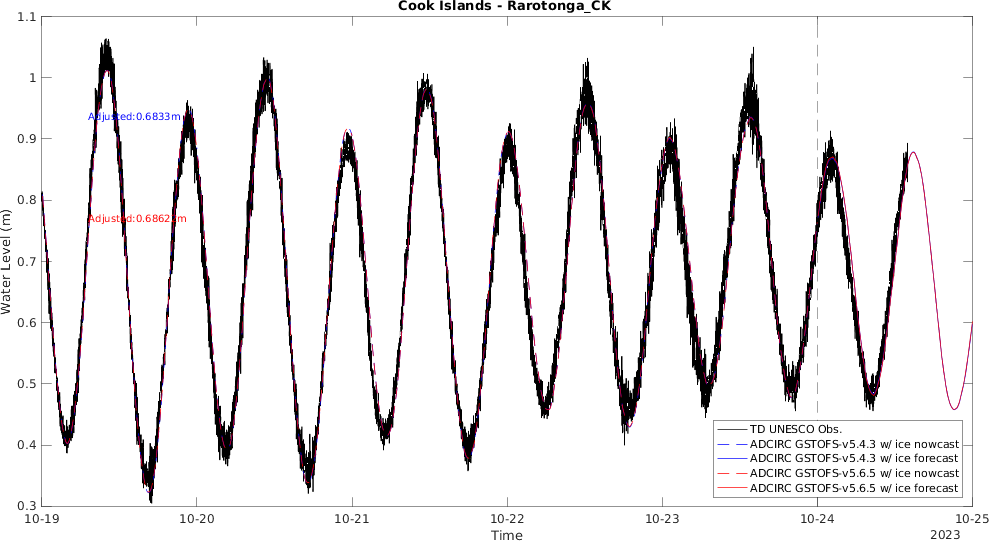 Cook Islands - Rarotonga_CK
1.1
1
0.9
0.8
0.7
0.6
0.5
0.4
0.3
Water Level (m)
Adjusted:0.6833m
Adjusted:0.6862m
TD UNESCO Obs.
ADCIRC GSTOFS-v5.4.3 w/ ice nowcast
ADCIRC GSTOFS-v5.4.3 w/ ice forecast
ADCIRC GSTOFS-v5.6.5 w/ ice nowcast
ADCIRC GSTOFS-v5.6.5 w/ ice forecast
10-19 10-20 10-21 10-22 10-23 10-24 10-25
Time
2023